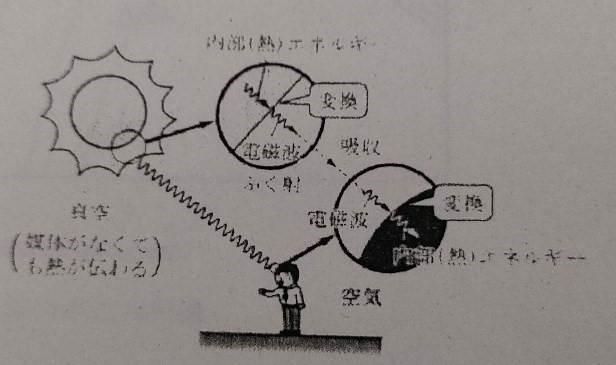 内部(熱)エネルギー
変換
電磁波
ふく射
吸収
真空
(媒体がなくて
も熱が伝わる)
電磁波
変換
内部(熱)エネルギー
空気